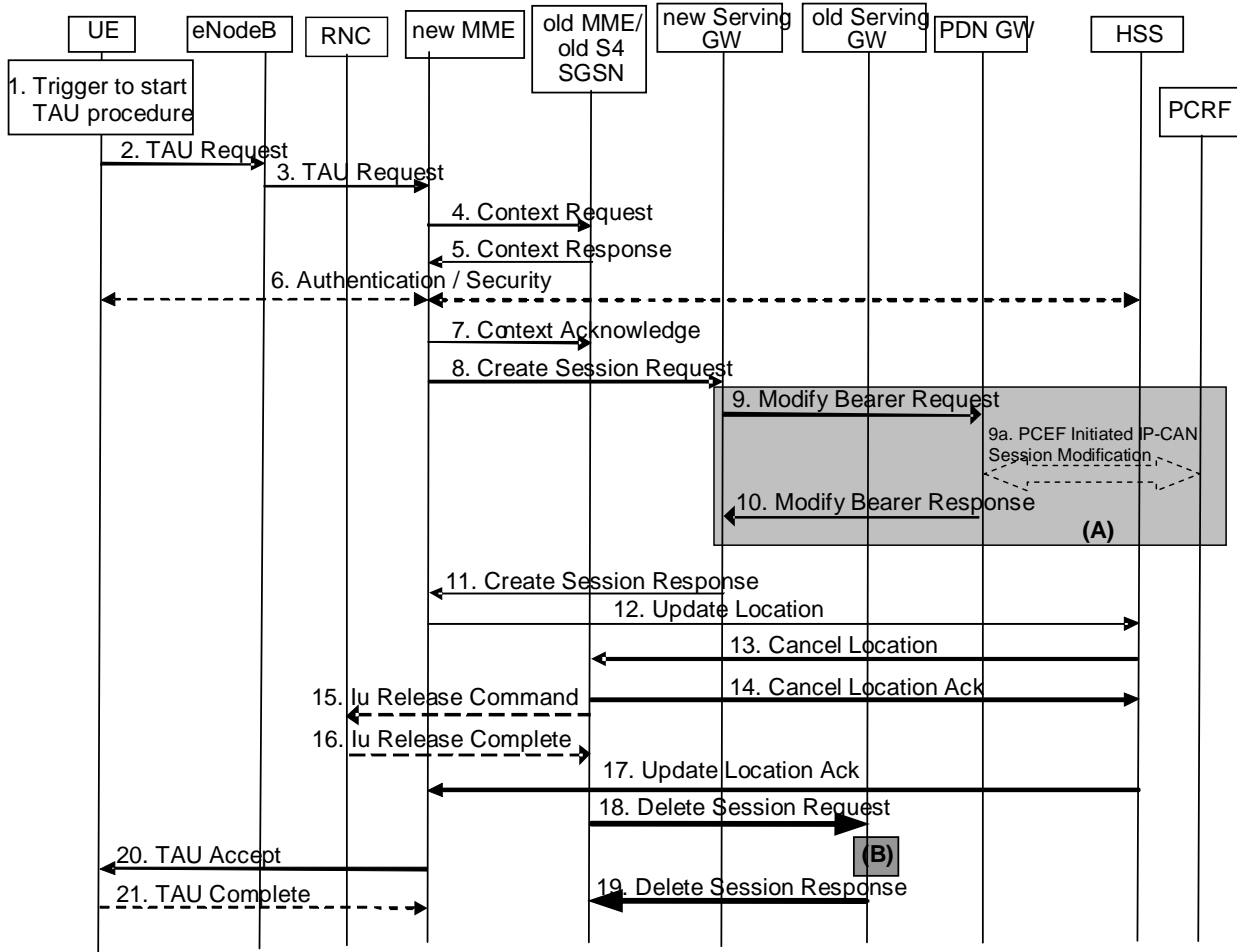 UE
eNodeB
RNC
new MME
old MME/
old S4
SGSN
new Serving
GW
old Serving
GW
PDN GW
HSS
1. Trigger to start
TAU procedure
PCRF
2. TAU Request
3. TAU Request
4. Context Request
5. Context Response
6. Authentication / Security
7. Context Acknowledge
8. Create Session Request
9. Modify Bearer Request
9a. PCEF Initiated IP-CAN
Session Modification
10. Modify Bearer Response
(A)
11. Create Session Response
12. Update Location
13. Cancel Location
14. Cancel Location Ack
15. Iu Release Command
16. Iu Release Complete
17. Update Location Ack
18. Delete Session Request
(B)
20. TAU Accept
19. Delete Session Response
21. TAU Complete